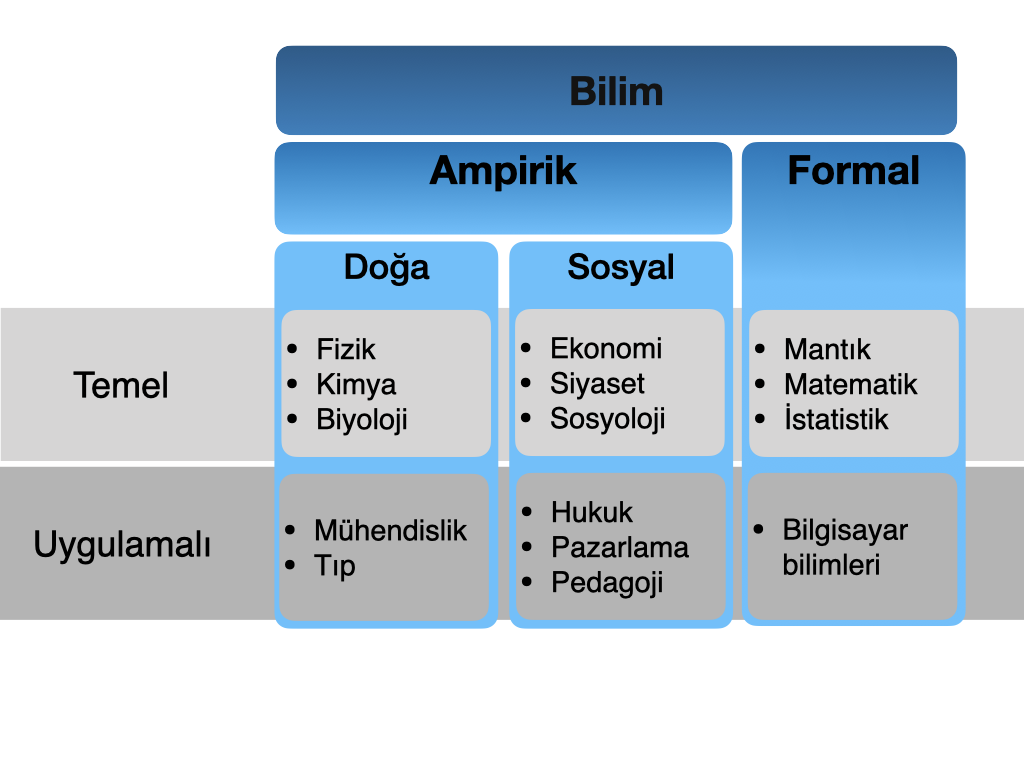 Bilim
Ampirik
Formal
Doğa
Sosyal
Temel
• Fizik
• Kimya
• Biyoloji
• Ekonomi
• Siyaset
• Sosyoloji
• Mantık
• Matematik
• İstatistik
Uygulamalı
• Mühendislik
• Tıp
• Hukuk
• Pazarlama
• Pedagoji
• Bilgisayar
bilimleri